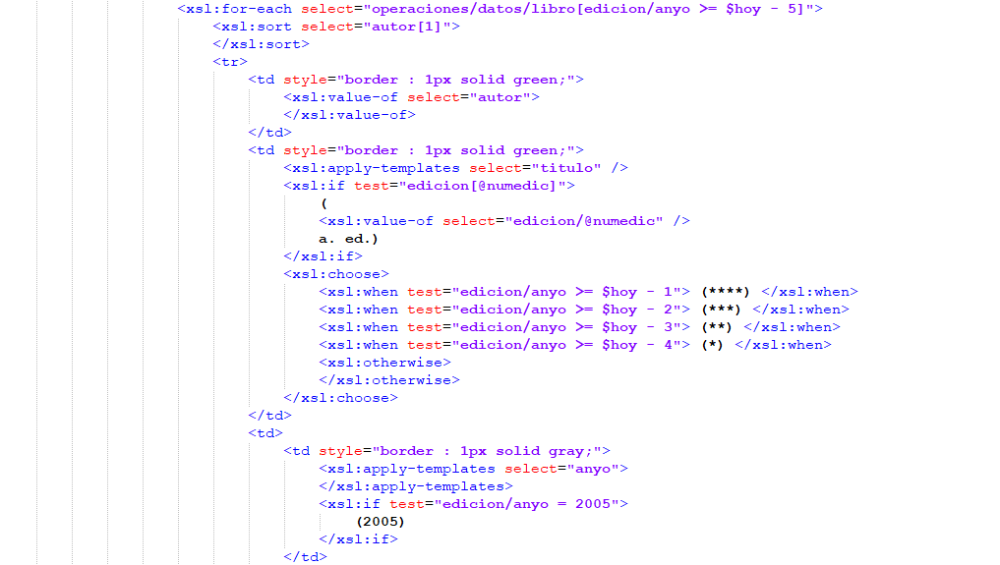 <xsl:for-each select="operaciones/datos/libro[edicion/anyo >= $hoy - 5]">
<xsl:sort select="autor[1]">
</xsl:sort>
<tr>
<td style="border : 1px solid green;">
<xsl:value-of select="autor">
</xsl:value-of>
</td>
<td style="border : 1px solid green;">
<xsl:apply-templates select="titulo" />
<xsl:if test="edicion[@numedic]">
(
<xsl:value-of select="edicion/@numedic" />
a. ed.)
</xsl:if>
<xsl:choose>
<xsl:when test="edicion/anyo >= $hoy - 1"> (****) </xsl:when>
<xsl:when test="edicion/anyo >= $hoy - 2"> (***) </xsl:when>
<xsl:when test="edicion/anyo >= $hoy - 3"> (**) </xsl:when>
<xsl:when test="edicion/anyo >= $hoy - 4"> (*) </xsl:when>
<xsl:otherwise>
</xsl:otherwise>
</xsl:choose>
</td>
<td>
<td style="border : 1px solid gray;">
<xsl:apply-templates select="anyo">
</xsl:apply-templates>
<xsl:if test="edicion/anyo = 2005">
(2005)
</xsl:if>
</td>